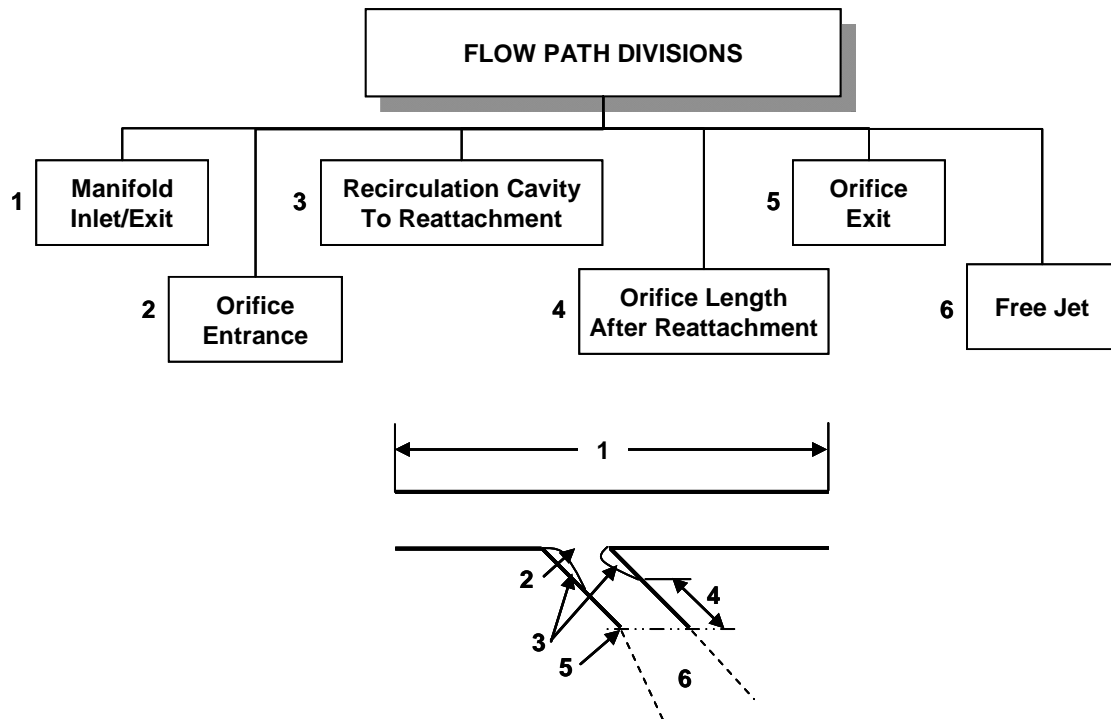 FLOW PATH DIVISIONS
1
Manifold
Inlet/Exit
3
Recirculation Cavity
To Reattachment
5
Orifice
Exit
2
Orifice
Entrance
4
Orifice Length
After Reattachment
6
Free Jet
1
2
4
3
5
6